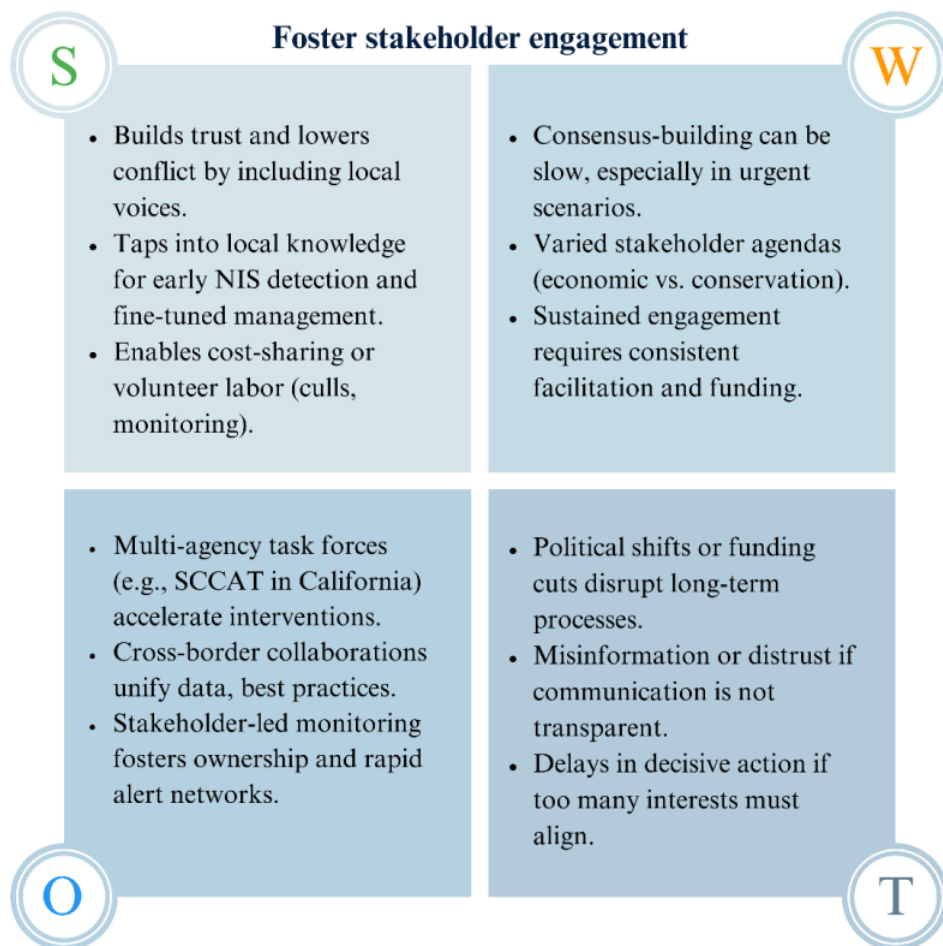 Foster stakeholder engagement
S
W
• Builds trust and lowers
conflict by including local
voices.
• Taps into local knowledge
for early NIS detection and
fine-tuned management.
• Enables cost-sharing or
volunteer labor (culls,
monitoring).
• Consensus-building can be
slow, especially in urgent
scenarios.
• Varied stakeholder agendas
(economic vs. conservation).
• Sustained engagement
requires consistent
facilitation and funding.
• Multi-agency task forces
(e.g., SCCAT in California)
accelerate interventions.
• Cross-border collaborations
unify data, best practices.
• Stakeholder-led monitoring
fosters ownership and rapid
alert networks.
• Political shifts or funding
cuts disrupt long-term
processes.
• Misinformation or distrust if
communication is not
transparent.
• Delays in decisive action if
too many interests must
align.
O
T